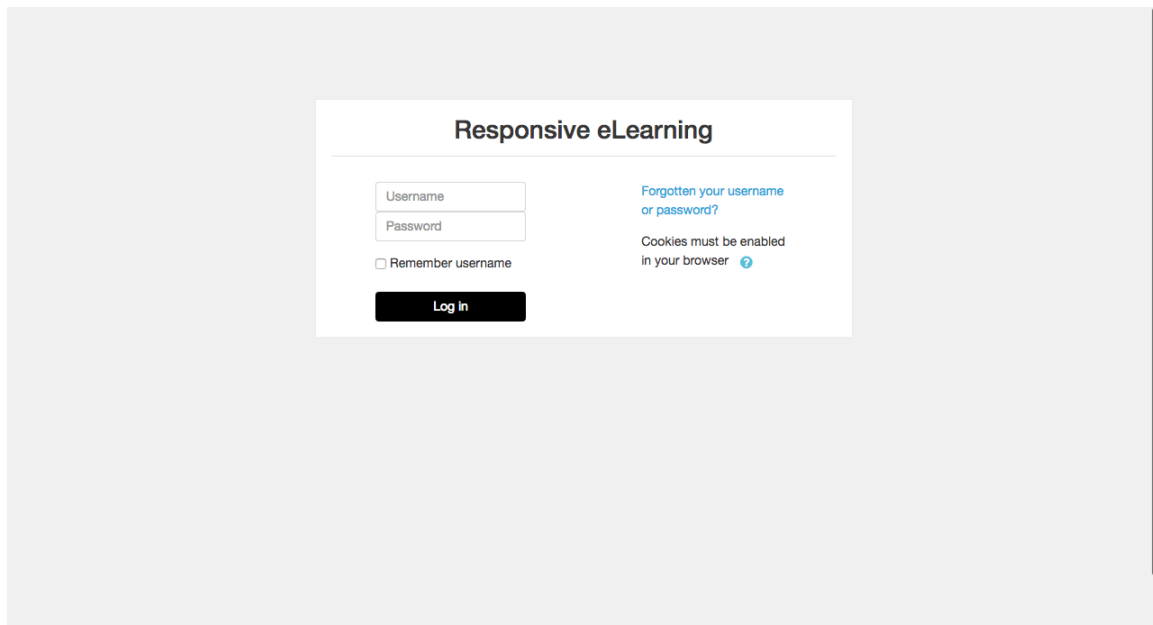 Responsive eLearning
Username
Password
Remember username
Log in
Forgotten your username
or password?
Cookies must be enabled
in your browser ?